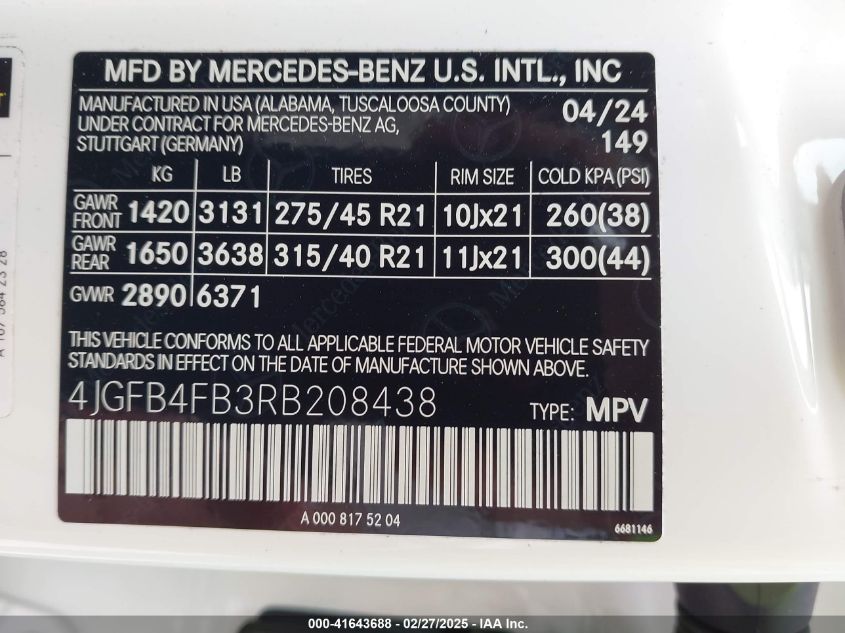 MFD BY MERCEDES-BENZ U.S. INTL., INC
MANUFACTURED IN USA (ALABAMA, TUSCALOOSA COUNTY) 04/24
UNDER CONTRACT FOR MERCEDES-BENZ AG,
STUTTGART (GERMANY) 149
KG LB TIRES RIM SIZE COLD KPA (PSI)
GAWR FRONT 1420 3131 275/45 R21 10Jx21 260(38)
GAWR REAR 1650 3638 315/40 R21 11Jx21 300(44)
GVWR 2890 6371
THIS VEHICLE CONFORMS TO ALL APPLICABLE FEDERAL MOTOR VEHICLE SAFETY
STANDARDS IN EFFECT ON THE DATE OF MANUFACTURE SHOWN ABOVE.
4JGFB4FB3RB208438 TYPE: MPV
A 000 817 52 04 6681146
A 167 584 23 28
000-41643688 - 02/27/2025 - IAA Inc.